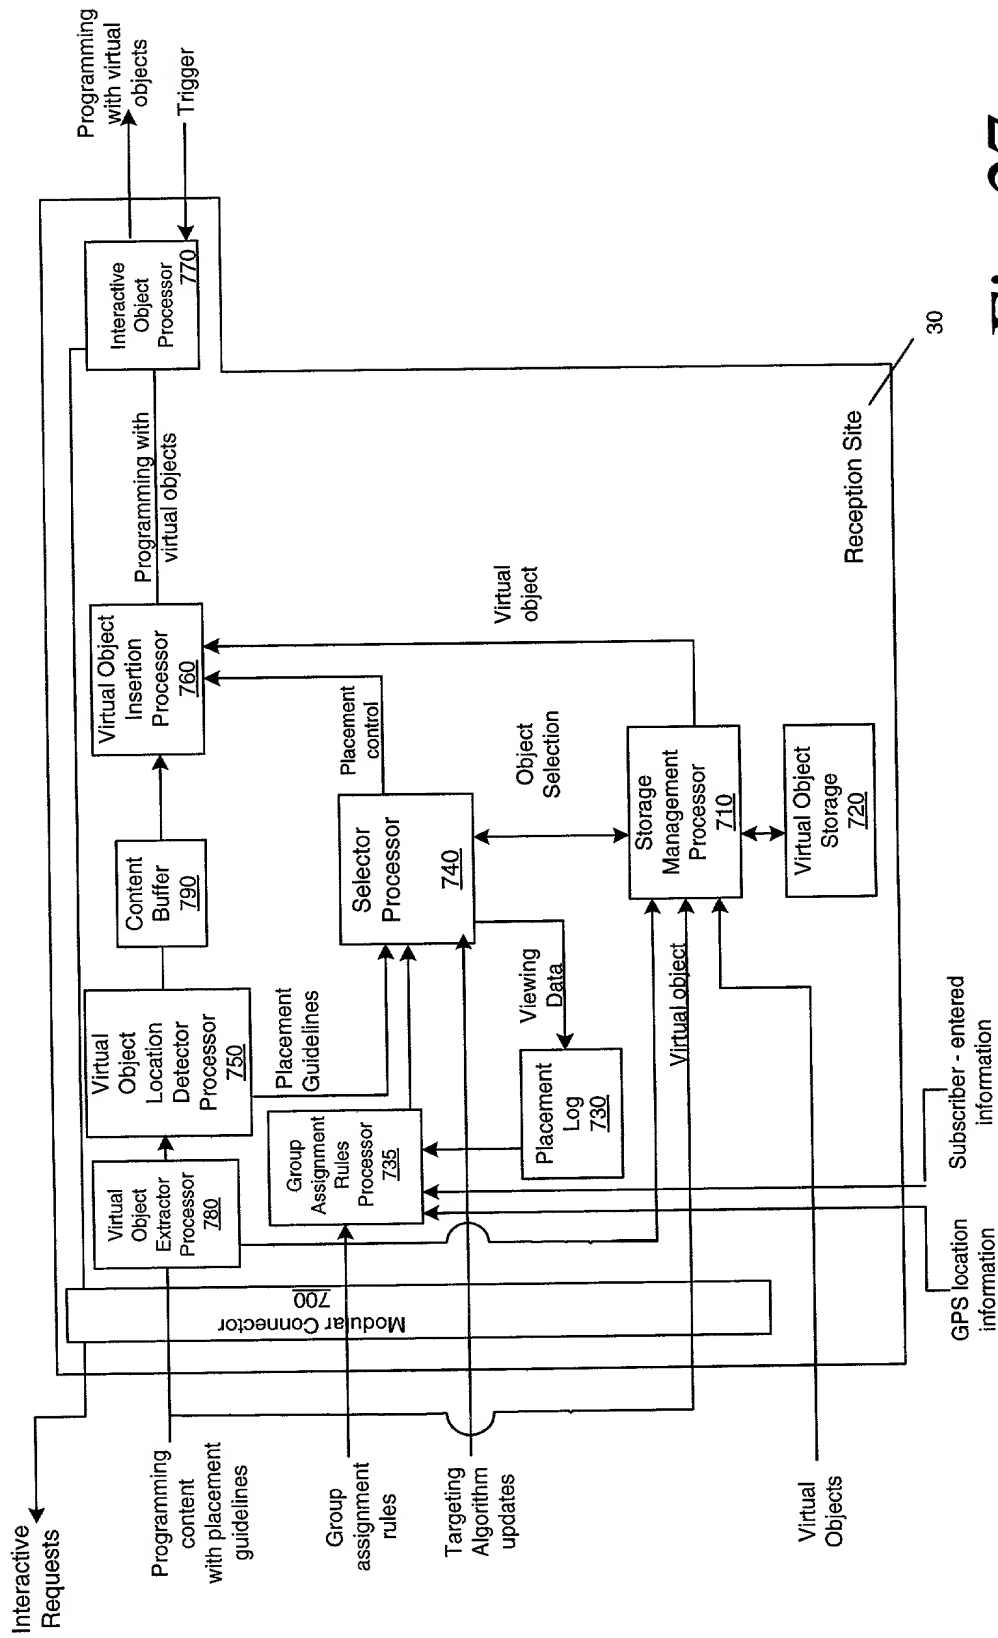 Interactive
Requests
Programming
content
with placement
guidelines
Group
assignment
rules
Targeting
Algorithm
updates
Virtual
Objects
Modular Connector
700
GPS location
information
Subscriber - entered
information
Virtual
Object
Extractor
Processor
780
Virtual
Object
Location
Detector
Processor
750
Placement
Guidelines
Group
Assignment
Rules
Processor
735
Placement
Log
730
Viewing
Data
Virtual object
Content
Buffer
790
Selector
Processor
740
Placement
control
Object
Selection
Storage
Management
Processor
710
Virtual Object
Storage
720
Virtual Object
Insertion
Processor
760
Virtual
object
Programming with
virtual objects
Interactive
Object
Processor
770
Programming
with virtual
objects
Trigger
Reception Site
30